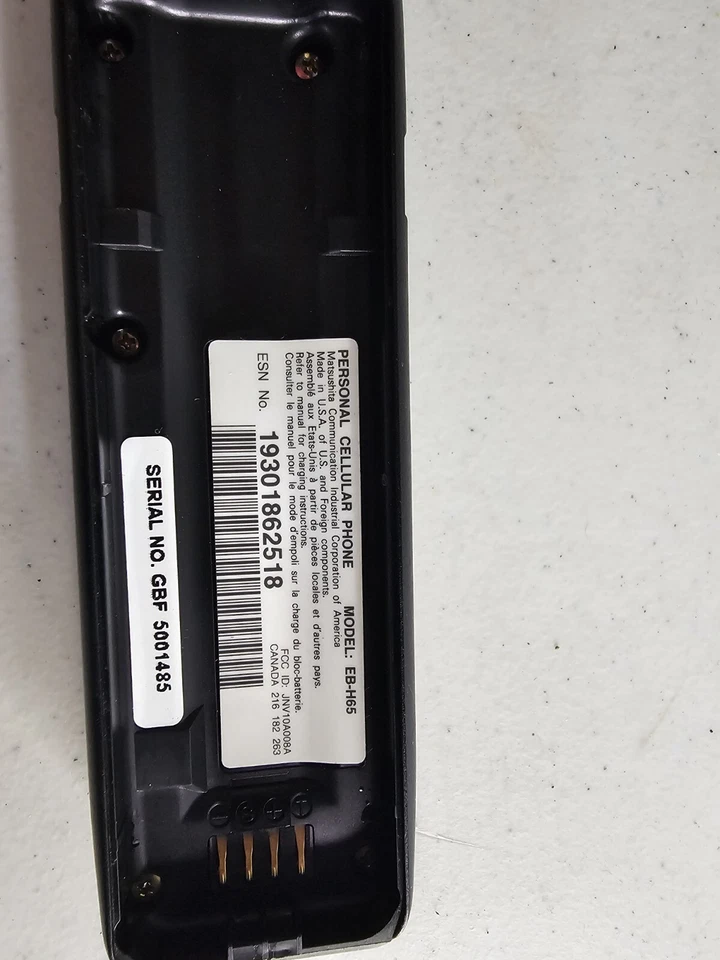 PERSONAL CELLULAR PHONE MODEL: EB-H65
Matsushita Communication Industrial Corporation of America
Made in U.S.A. of U.S. and Foreign components.
Assemblé aux Etats-Unis à partir de pièces locales et d'autres pays.
Refer to manual for charging instructions.
Consulter le manuel pour le mode d'empoli sur la charge du bloc-batterie.
FCC ID: JNV10A008A
ESN No. 19301862518 CANADA 216 182 263
SERIAL NO. GBF 5001485